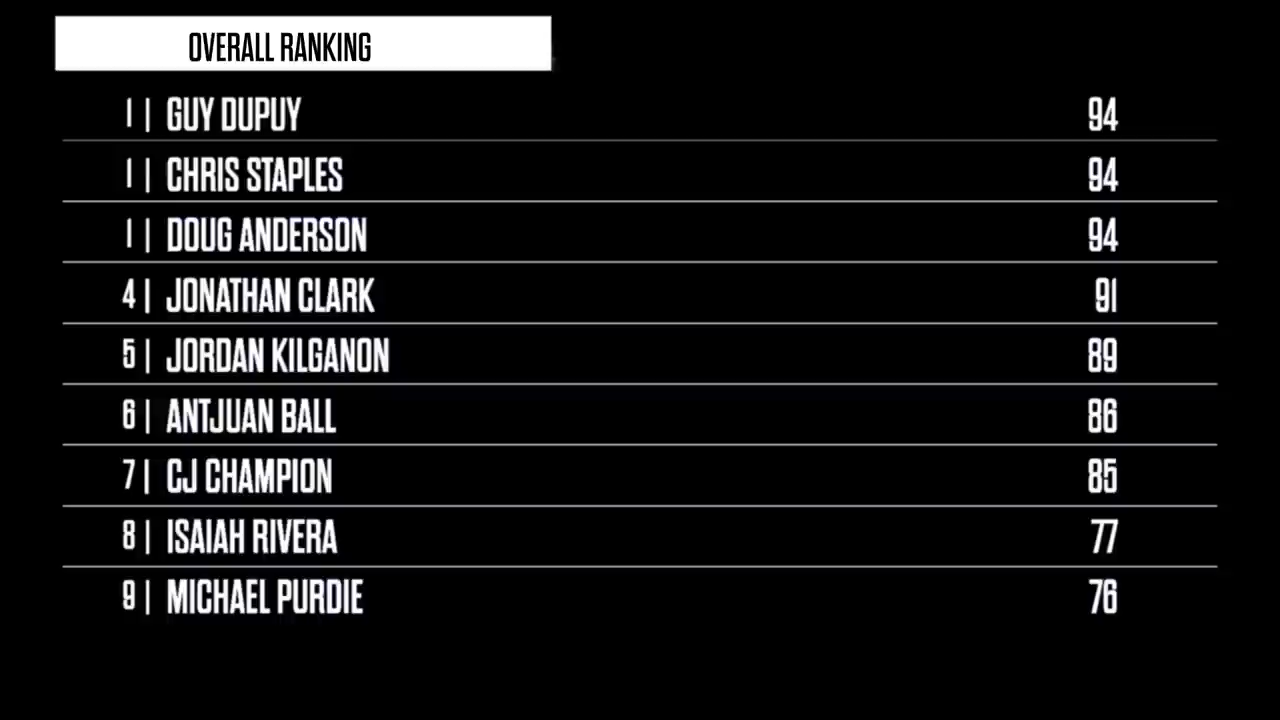 OVERALL RANKING
1 | GUY DUPUY 94
1 | CHRIS STAPLES 94
1 | DOUG ANDERSON 94
4 | JONATHAN CLARK 91
5 | JORDAN KILGANON 89
6 | ANTJUAN BALL 86
7 | CJ CHAMPION 85
8 | ISAIAH RIVERA 77
9 | MICHAEL PURDIE 76